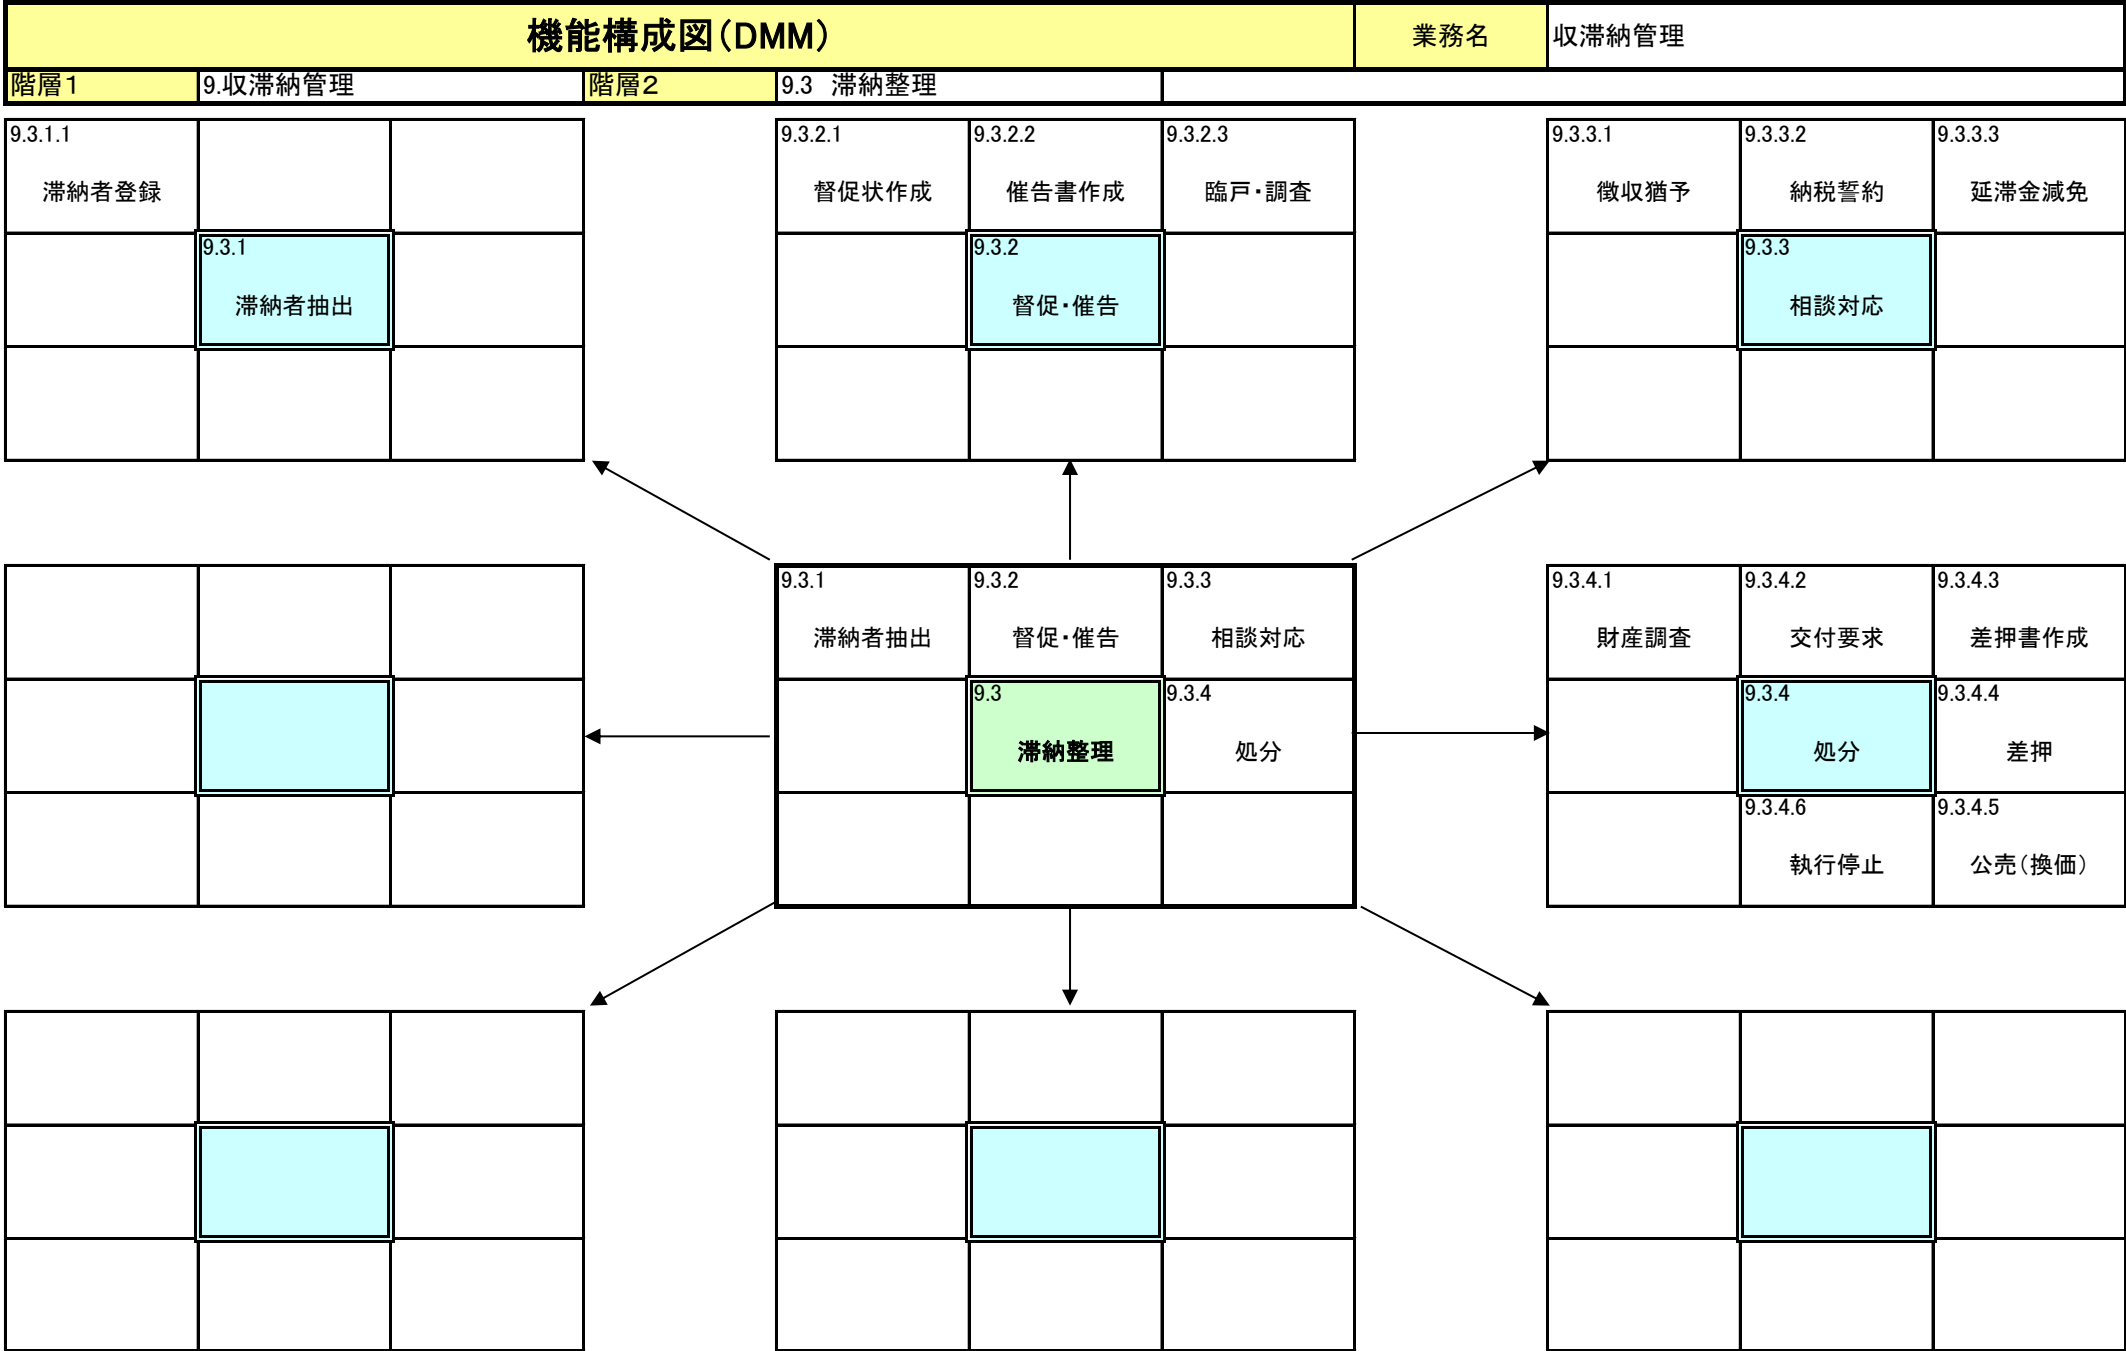 機能構成図（DMM）
業務名
収滞納管理
階層１
9.収滞納管理
階層２
9.3　滞納整理
9.3.1.1
滞納者登録
9.3.1
滞納者抽出
9.3.2.1
督促状作成
9.3.2.2
催告書作成
9.3.2.3
臨戸・調査
9.3.2
督促・催告
9.3.3.1
徴収猶予
9.3.3.2
納税誓約
9.3.3.3
延滞金減免
9.3.3
相談対応
9.3.1
滞納者抽出
9.3.2
督促・催告
9.3.3
相談対応
9.3
滞納整理
9.3.4
処分
9.3.4.1
財産調査
9.3.4.2
交付要求
9.3.4.3
差押書作成
9.3.4
処分
9.3.4.4
差押
9.3.4.6
執行停止
9.3.4.5
公売（換価）